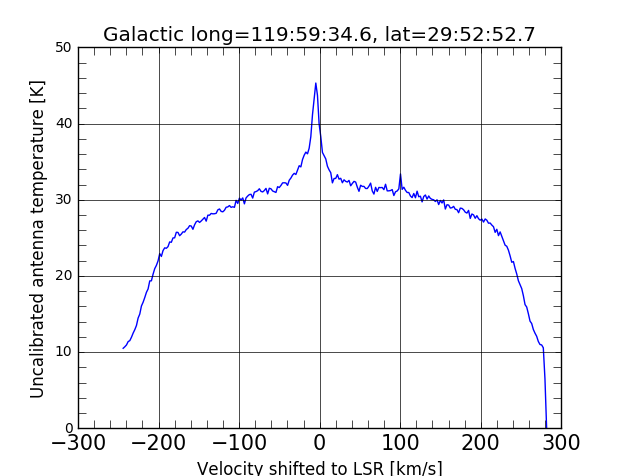 Galactic long=119:59:34.6, lat=29:52:52.7
Uncalibrated antenna temperature [K]
50
40
30
20
10
0
−300 −200 −100 0 100 200 300
Velocity shifted to LSR [km/s]